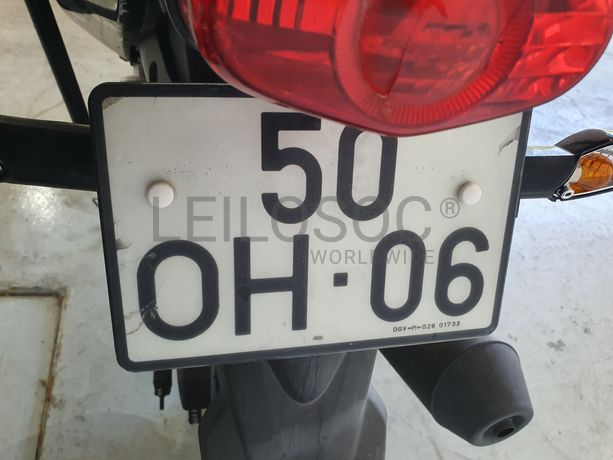 50
LEILOSOC®
WORLDWIDE
OH·06
DGV-M-028 01733